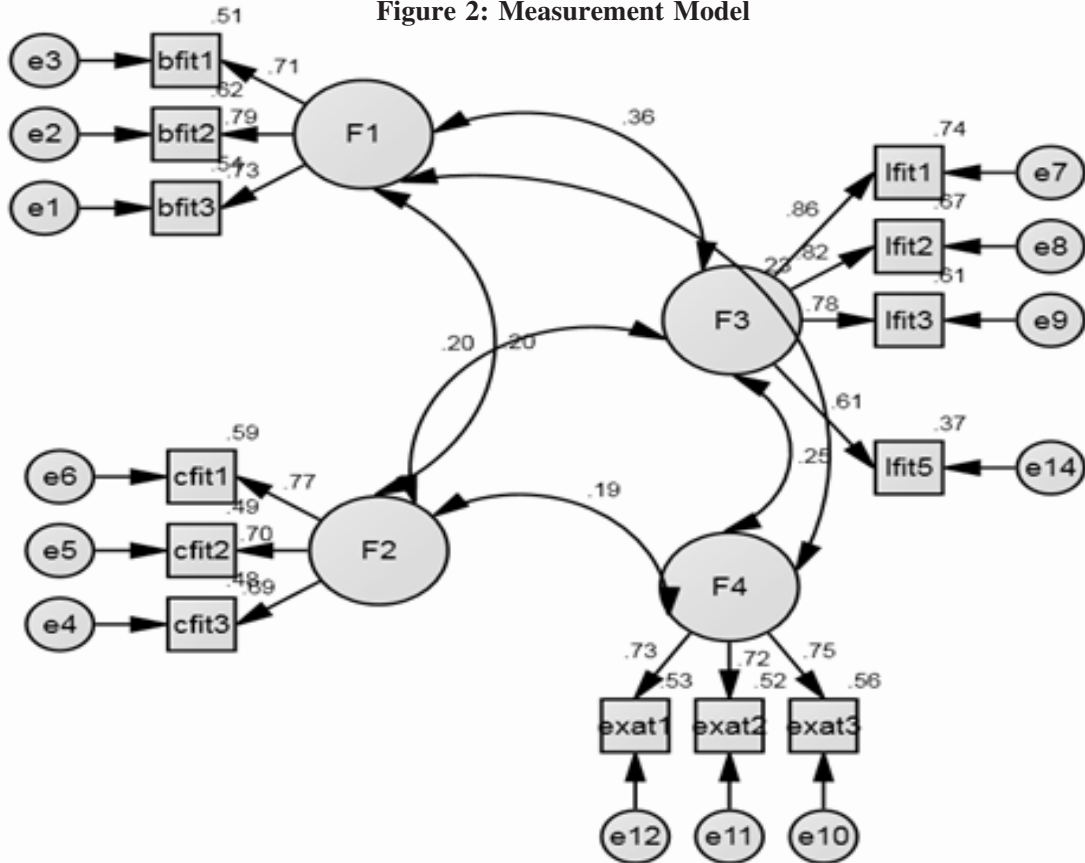 Figure 2: Measurement Model
.51
e3
bfit1
.71
.62
e2
bfit2
.79
F1
.54
.73
e1
bfit3
.36
.74
lfit1
e7
.86
.67
lfit2
e8
.82
.23
.61
F3
.78
lfit3
e9
.20
.20
.61
.37
lfit5
e14
.25
.59
e6
cfit1
.77
.49
.19
e5
cfit2
.70
F2
.48
.69
e4
cfit3
F4
.73
.72
.75
.53
.52
.56
exat1
exat2
exat3
e12
e11
e10